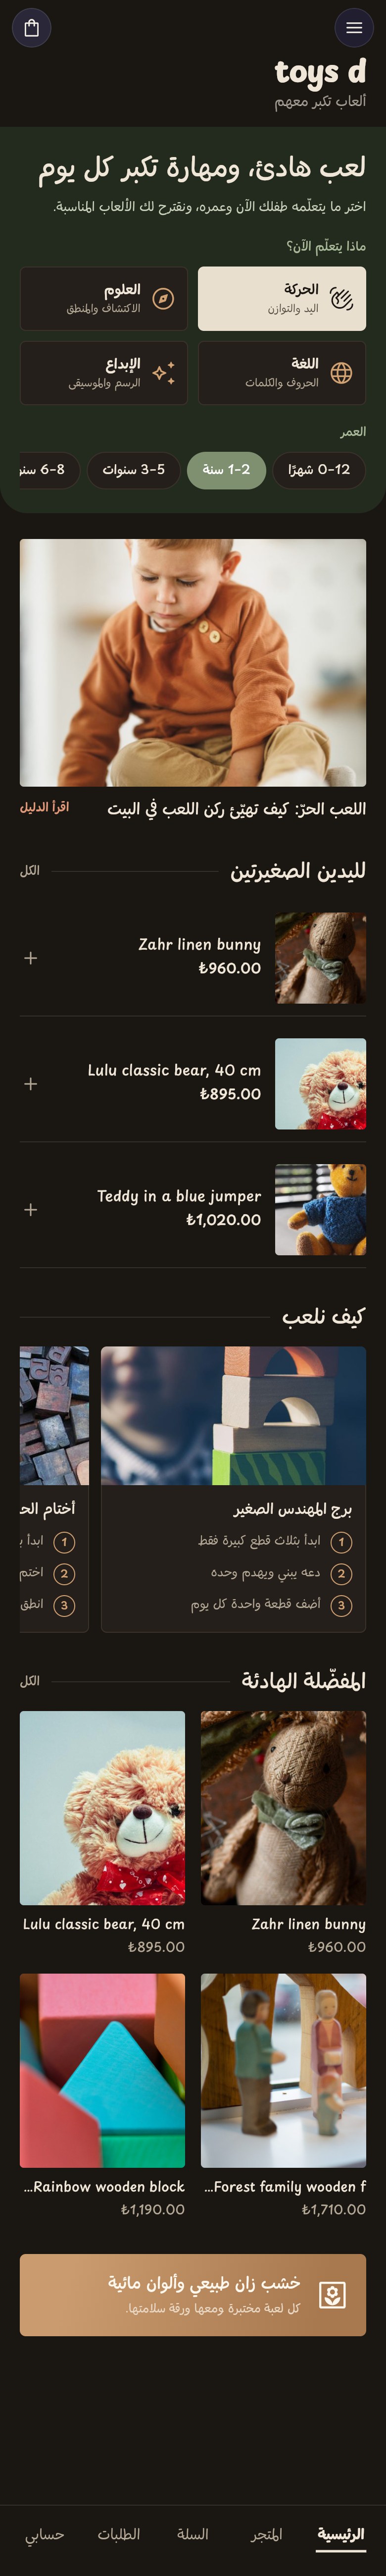 toys d
ألعاب تكبر معهم
لعب هادئ، ومهارة تكبر كل يوم
اختر ما يتعلّمه طفلك الآن وعمره، ونقترح لك الألعاب المناسبة.
ماذا يتعلّم الآن؟
الحركة
اليد والتوازن
العلوم
الاكتشاف والمنطق
اللغة
الحروف والكلمات
الإبداع
الرسم والموسيقى
العمر
0–12 شهرًا
1–2 سنة
3–5 سنوات
6–8 سنو
اللعب الحرّ: كيف تهيّئ ركن اللعب في البيت
اقرأ الدليل
لليدين الصغيرتين
الكل
Zahr linen bunny
₺960.00
Lulu classic bear, 40 cm
₺895.00
Teddy in a blue jumper
₺1,020.00
كيف نلعب
برج المهندس الصغير
1 ابدأ بثلاث قطع كبيرة فقط
2 دعه يبني ويهدم وحده
3 أضف قطعة واحدة كل يوم
أختام الح
1 ابدأ ب
2 اختم
3 انطق
المفضّلة الهادئة
الكل
Zahr linen bunny
₺960.00
Lulu classic bear, 40 cm
₺895.00
Forest family wooden f...
₺1,710.00
Rainbow wooden block...
₺1,190.00
خشب زان طبيعي وألوان مائية
كل لعبة مختبرة ومعها ورقة سلامتها.
الرئيسية
المتجر
السلة
الطلبات
حسابي